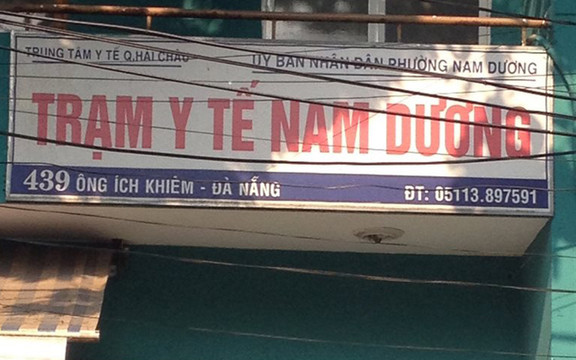 TRUNG TÂM Y TẾ Q.HẢI CHÂU
ỦY BAN NHÂN DÂN PHƯỜNG NAM DƯƠNG
TRẠM Y TẾ NAM DƯƠNG
439 ÔNG ÍCH KHIÊM - ĐÀ NẴNG
ĐT: 05113.897591